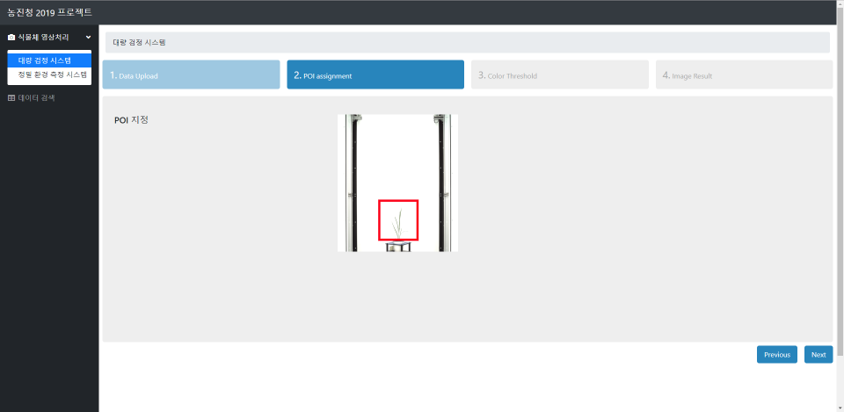 농진청 2019 프로젝트
식물체 영상처리
대량 검정 시스템
정밀 환경 측정 시스템
데이터 검색
대량 검정 시스템
1. Data Upload
2. POI assignment
3. Color Threshold
4. Image Result
POI 지정
Previous
Next